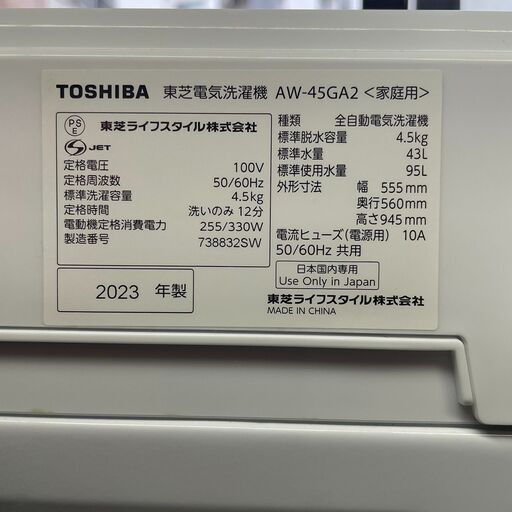 TOSHIBA 東芝電気洗濯機 AW-45GA2 <家庭用>
PS E 東芝ライフスタイル株式会社
S JET
定格電圧 100V
定格周波数 50/60Hz
標準洗濯容量 4.5kg
定格時間 洗いのみ 12分
電動機定格消費電力 255/330W
製造番号 738832SW
2023 年製
種類 全自動電気洗濯機
標準脱水容量 4.5kg
標準水量 43L
標準使用水量 95L
外形寸法 幅 555mm
奥行560mm
高さ945mm
電流ヒューズ(電源用) 10A
50/60Hz 共用
日本国内専用
Use Only in Japan
東芝ライフスタイル株式会社
MADE IN CHINA